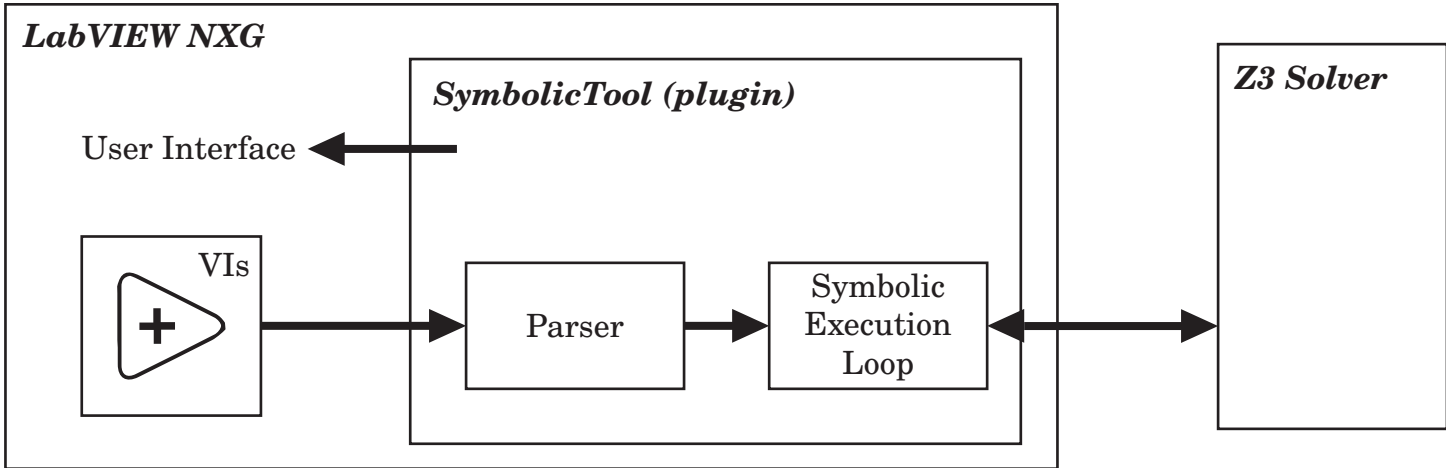 LabVIEW NXG
SymbolicTool (plugin)
Z3 Solver
User Interface
VIs
+
Parser
Symbolic
Execution
Loop